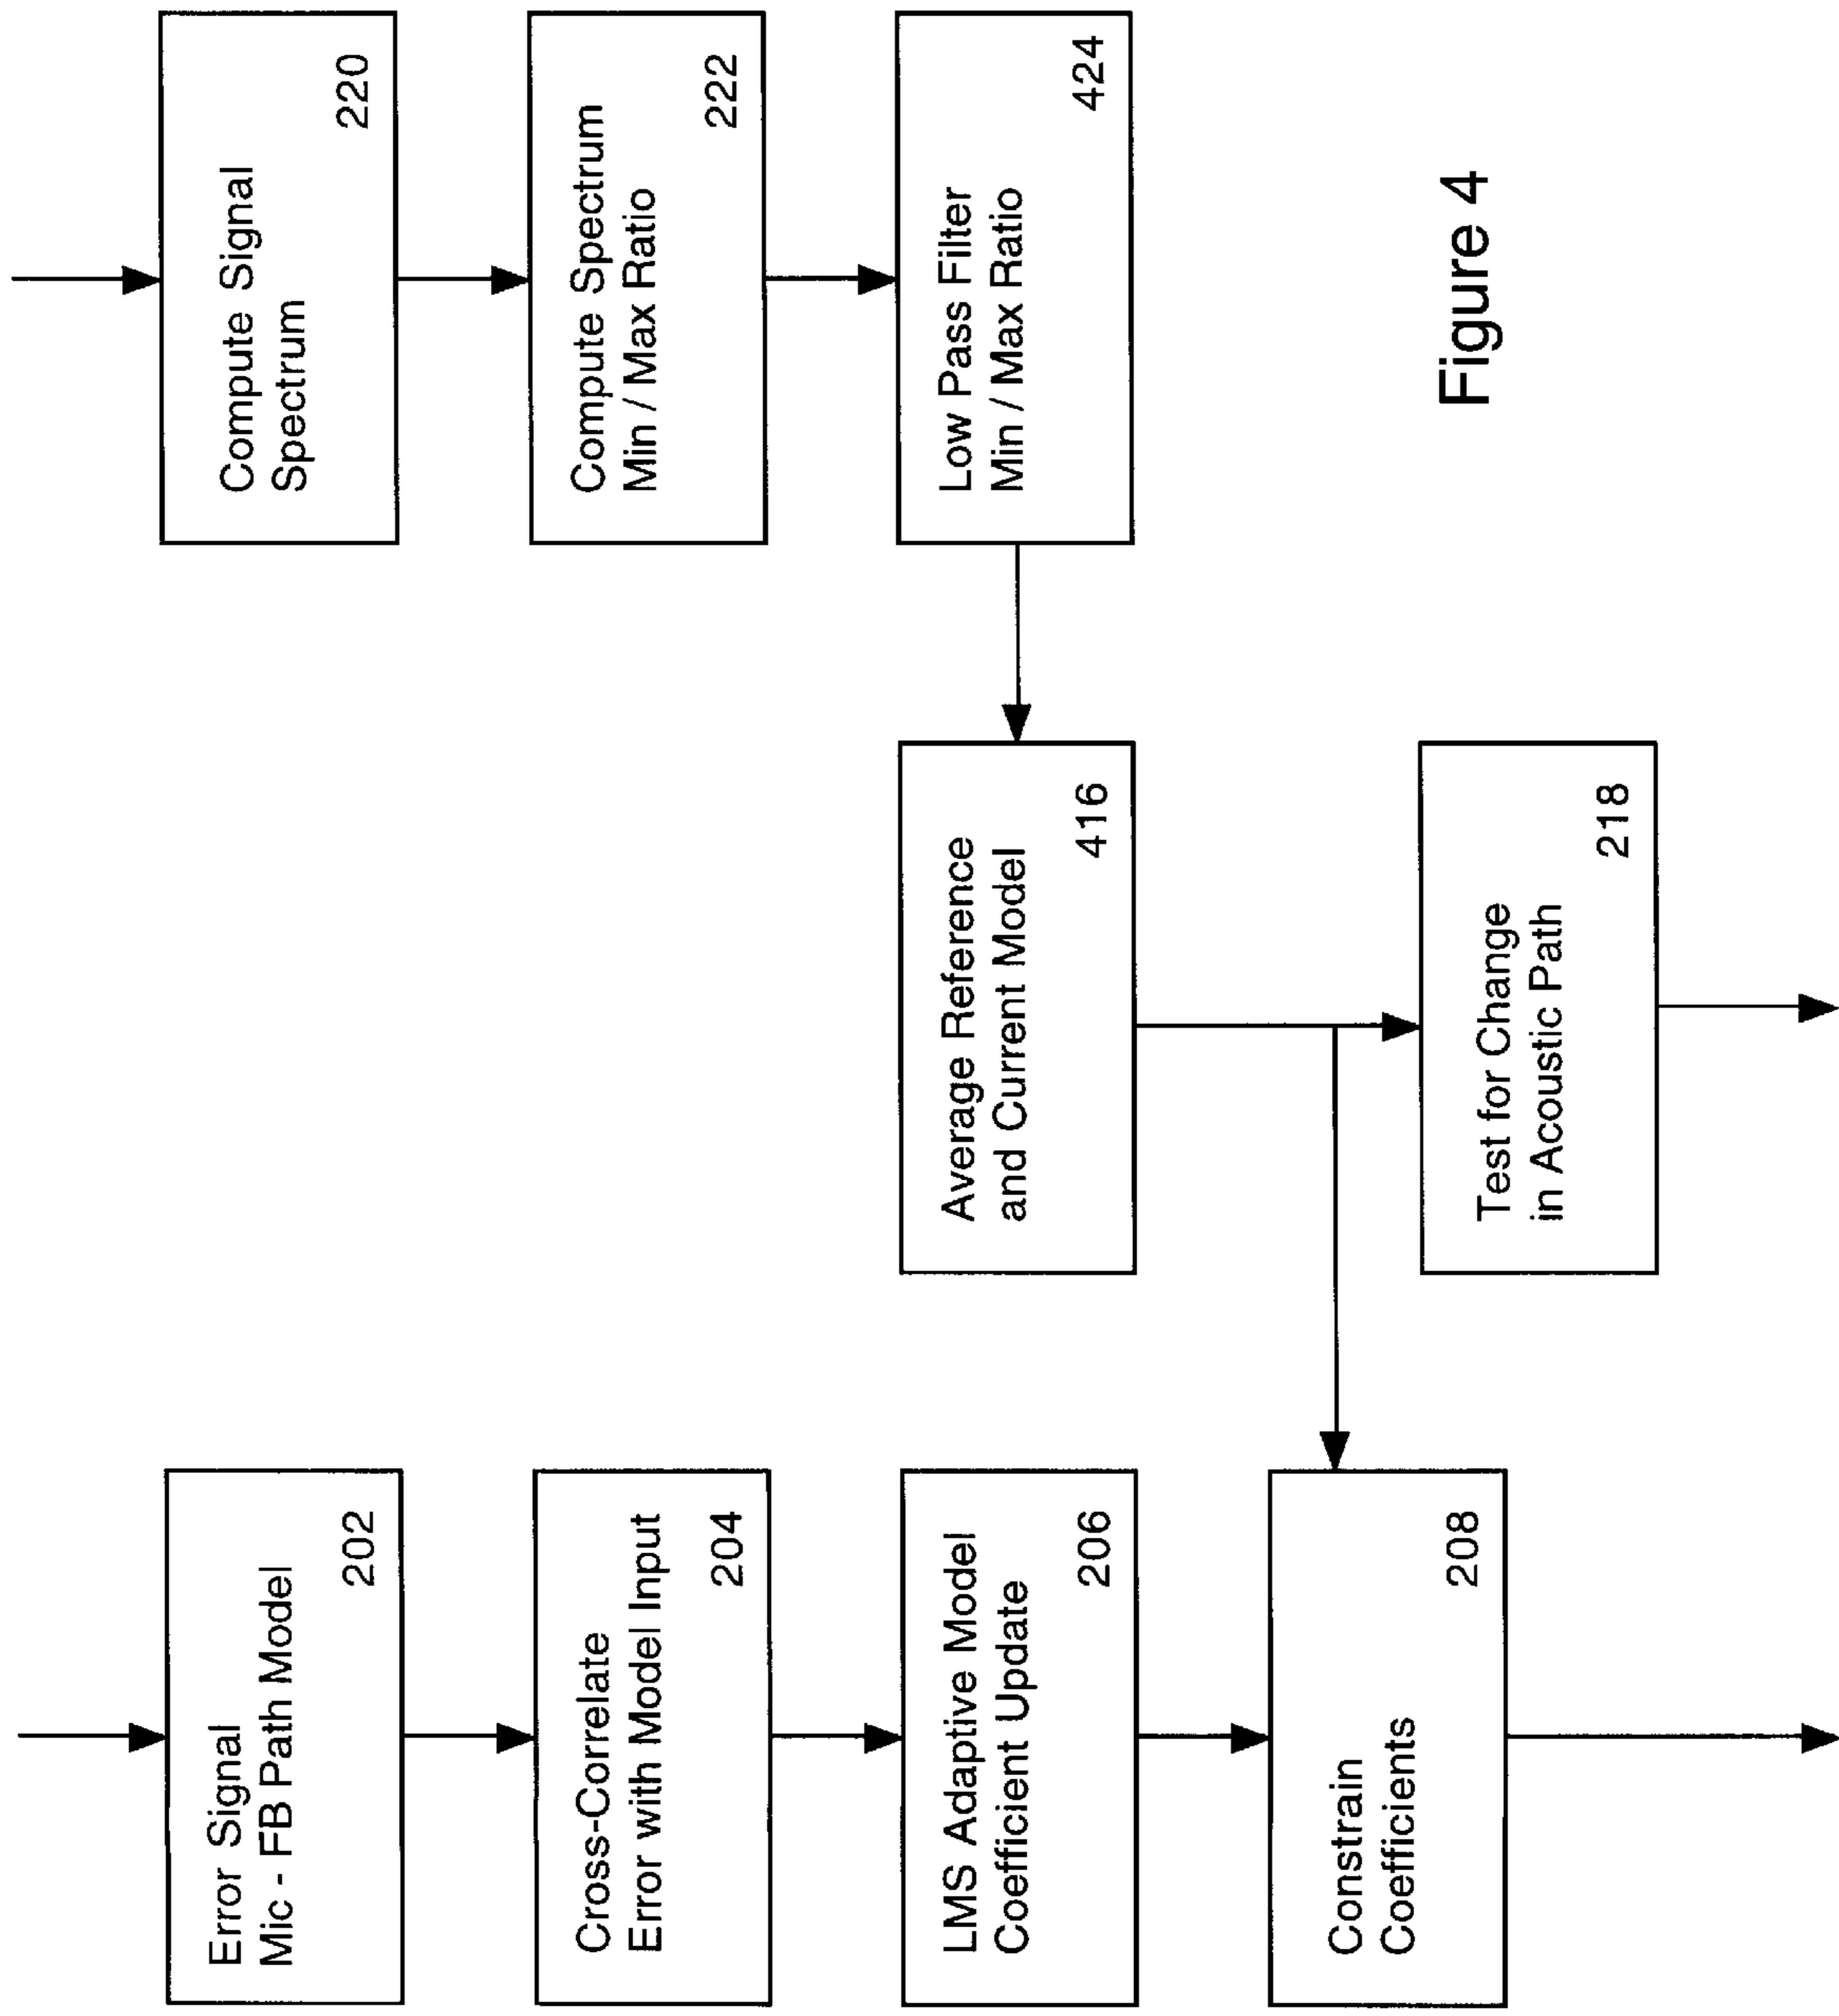 Error Signal
Mic - FB Path Model
202
Cross-Correlate
Error with Model Input
204
LMS Adaptive Model
Coefficient Update
206
Constrain
Coefficients
208
Average Reference
and Current Model
416
Test for Change
in Acoustic Path
218
Compute Signal
Spectrum
220
Compute Spectrum
Min / Max Ratio
222
Low Pass Filter
Min / Max Ratio
424
Figure 4